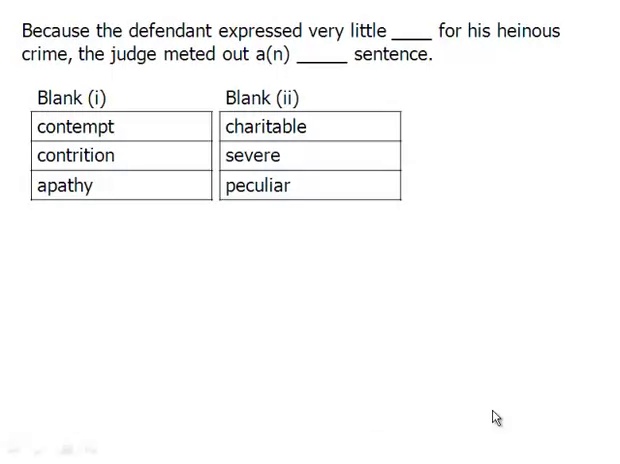 Because the defendant expressed very little ____ for his heinous
crime, the judge meted out a(n) _____ sentence.
Blank (i) Blank (ii)
contempt charitable
contrition severe
apathy peculiar